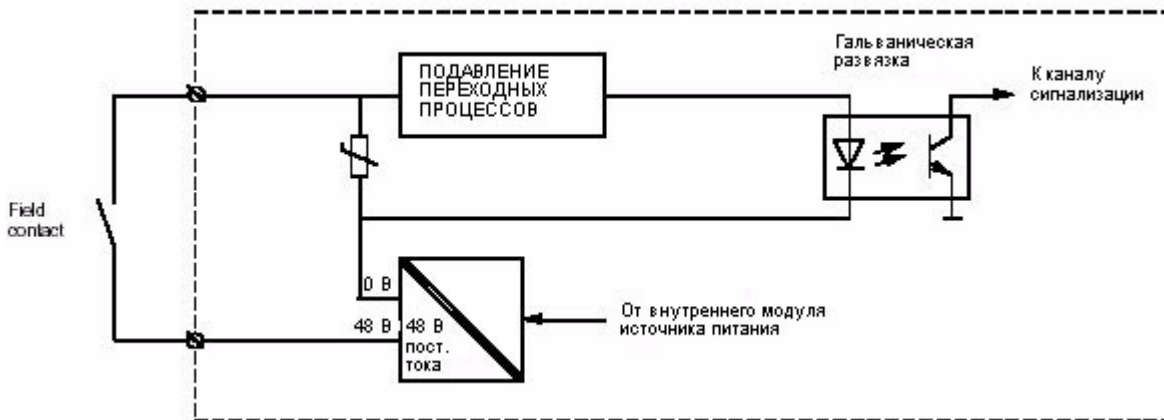 Гальваническая
развязка
ПОДАВЛЕНИЕ
ПЕРЕХОДНЫХ
ПРОЦЕССОВ
К каналу
сигнализации
Field
contact
0 В
48 В
48 В
пост.
тока
От внутреннего модуля
источника питания